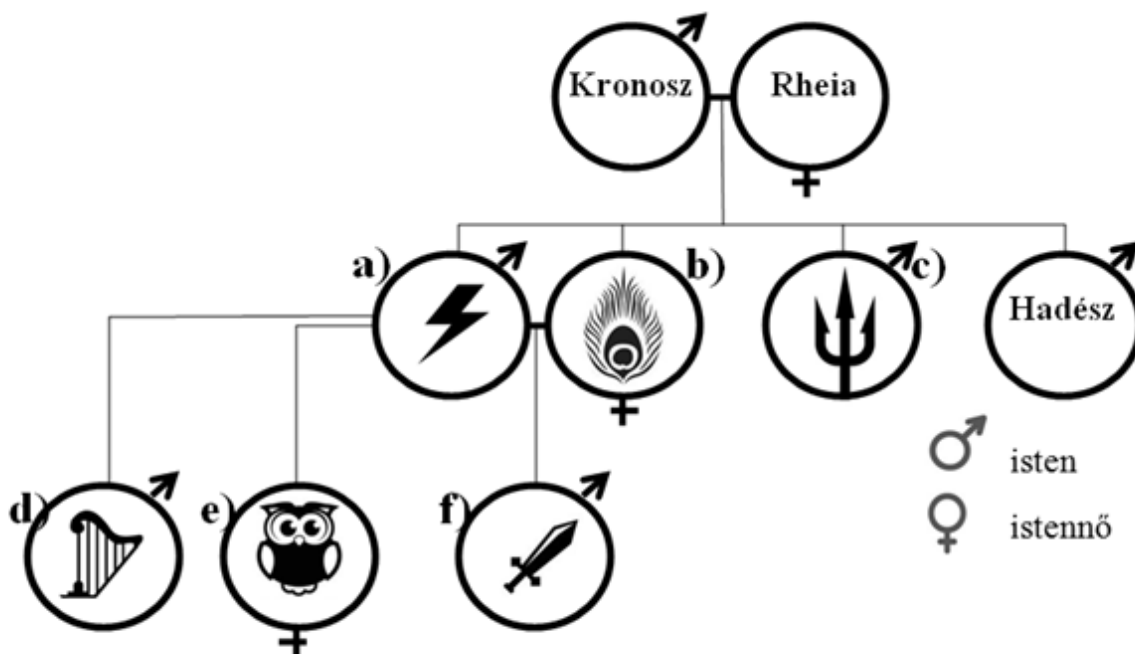 Kronosz
Rheia
a)
b)
c)
Hadész
d)
e)
f)
isten
istennő